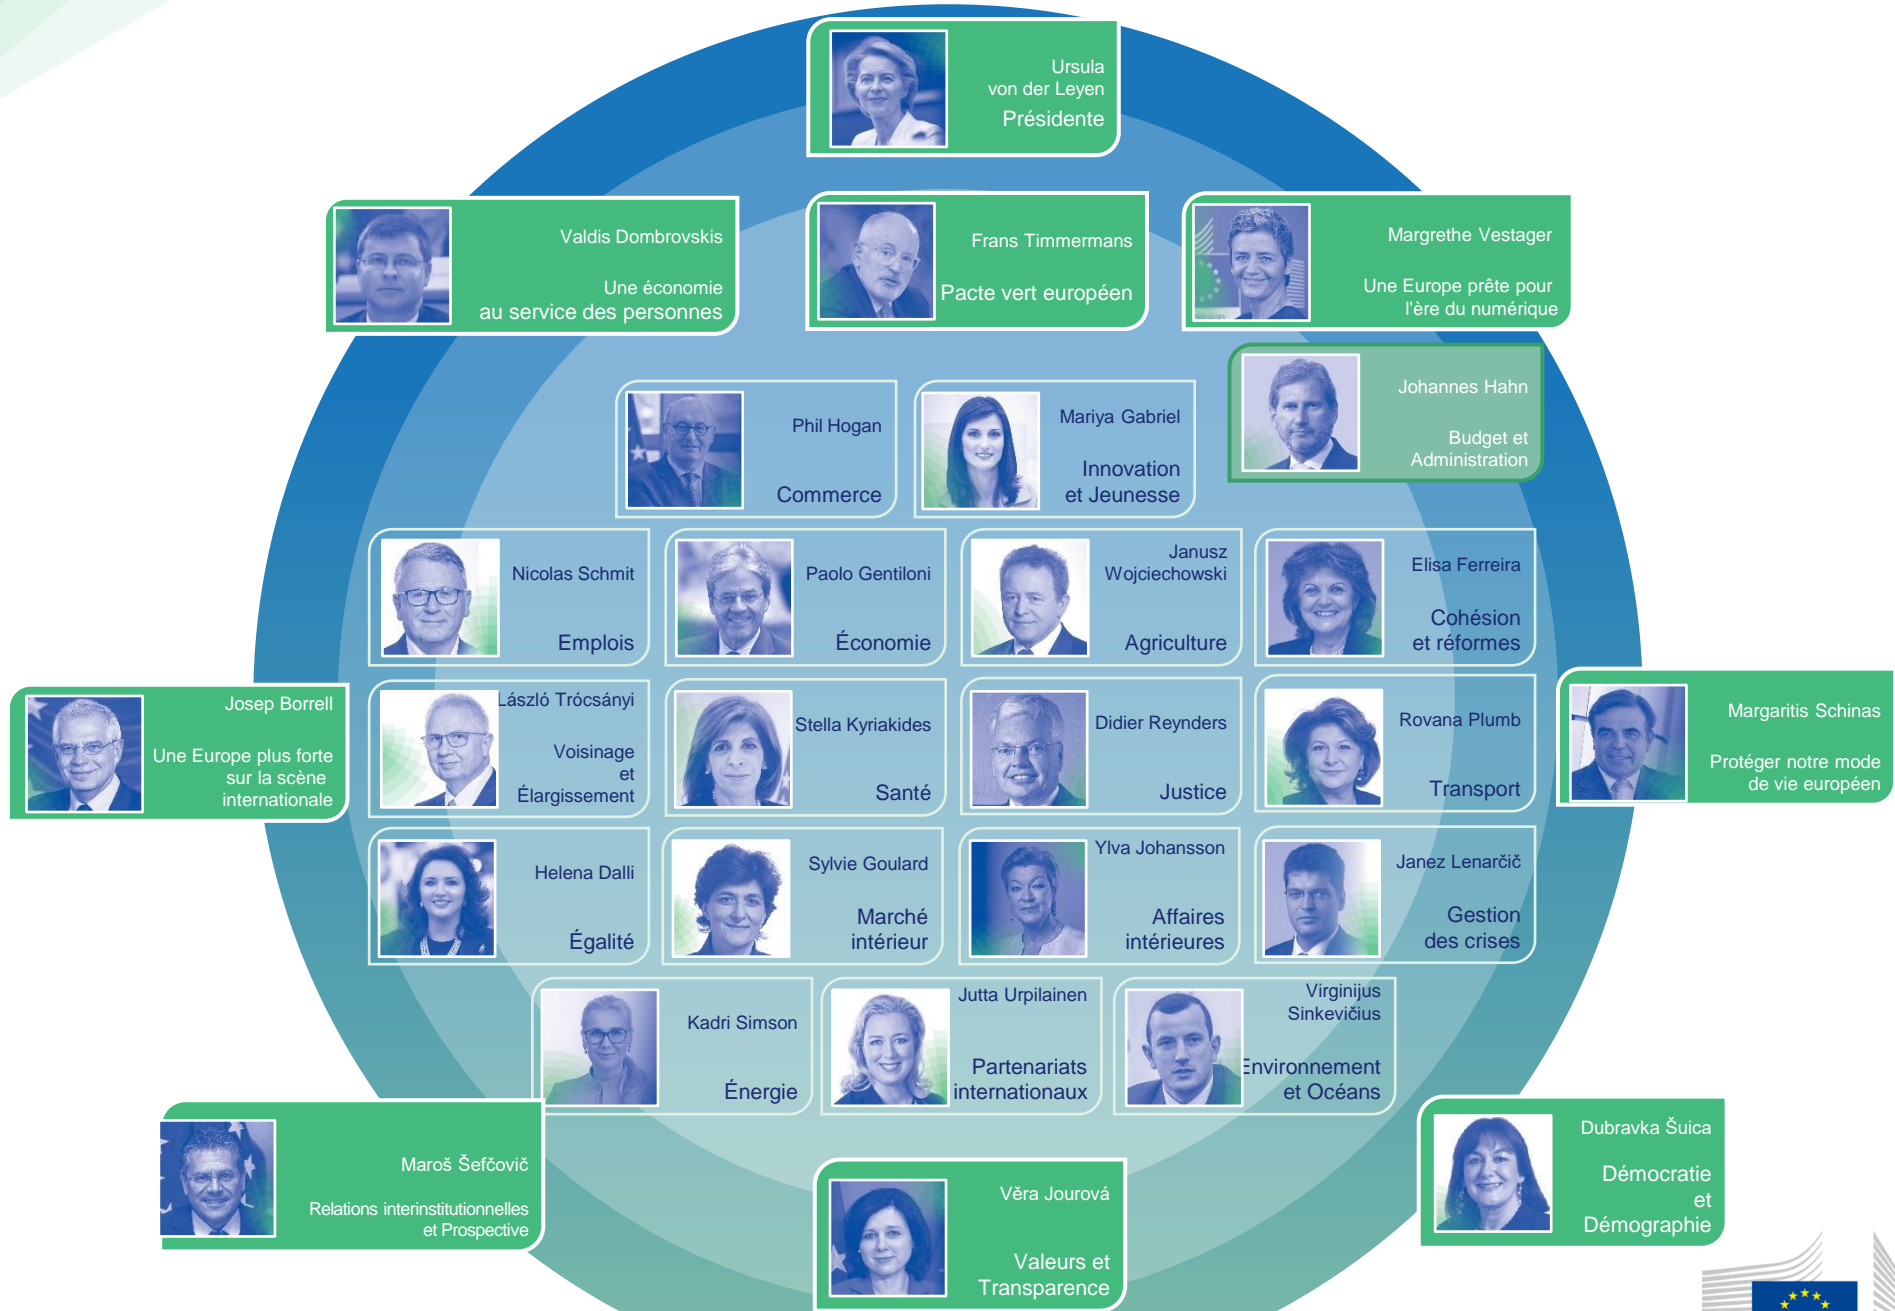 Ursula
von der Leyen
Présidente
Valdis Dombrovskis
Une économie
au service des personnes
Frans Timmermans
Pacte vert européen
Margrethe Vestager
Une Europe prête pour
l'ère du numérique
Johannes Hahn
Budget et
Administration
Phil Hogan
Commerce
Mariya Gabriel
Innovation
et Jeunesse
Nicolas Schmit
Emplois
Paolo Gentiloni
Économie
Janusz
Wojciechowski
Agriculture
Elisa Ferreira
Cohésion
et réformes
Josep Borrell
Une Europe plus forte
sur la scène
internationale
László Trócsányi
Voisinage
et
Élargissement
Stella Kyriakides
Santé
Didier Reynders
Justice
Rovana Plumb
Transport
Margaritis Schinas
Protéger notre mode
de vie européen
Helena Dalli
Égalité
Sylvie Goulard
Marché
intérieur
Ylva Johansson
Affaires
intérieures
Janez Lenarčič
Gestion
des crises
Kadri Simson
Énergie
Jutta Urpilainen
Partenariats
internationaux
Virginijus
Sinkevičius
Environnement
et Océans
Maroš Šefčovič
Relations interinstitutionnelles
et Prospective
Věra Jourová
Valeurs et
Transparence
Dubravka Šuica
Démocratie
et
Démographie